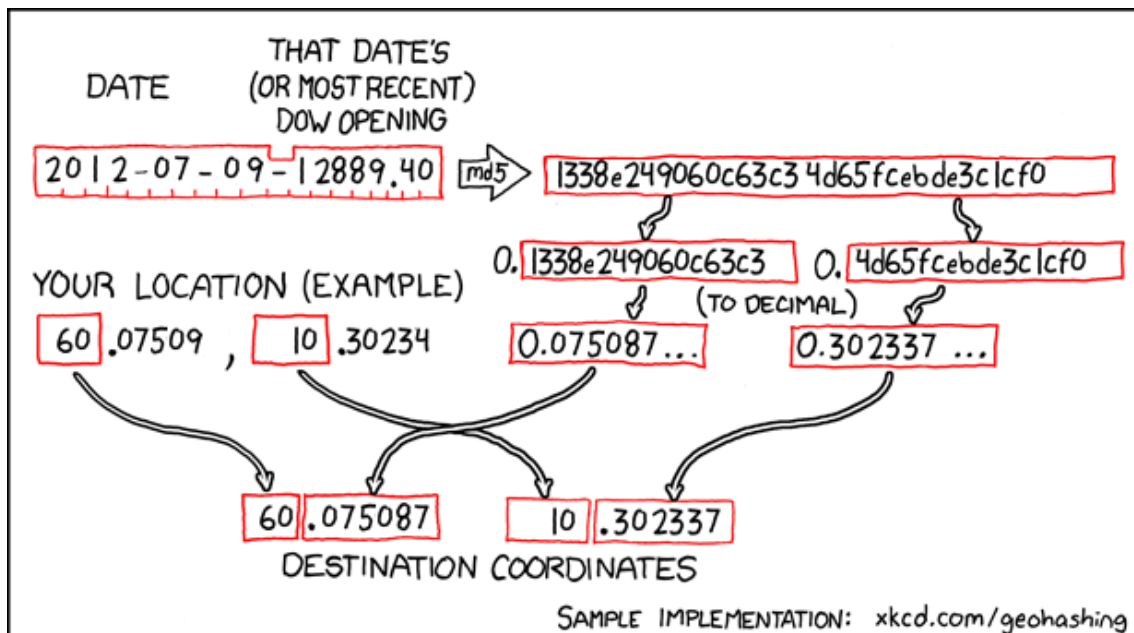 DATE
THAT DATE'S
(OR MOST RECENT)
DOW OPENING
2012-07-09-12889.40
md5
1338e249060c63c34d65fcebde3c1cf0
0.1338e249060c63c3
0.4d65fcebde3c1cf0
(TO DECIMAL)
YOUR LOCATION (EXAMPLE)
60.07509, 10.30234
0.075087...
0.302337 ...
60.075087
10.302337
DESTINATION COORDINATES
SAMPLE IMPLEMENTATION: xkcd.com/geohashing